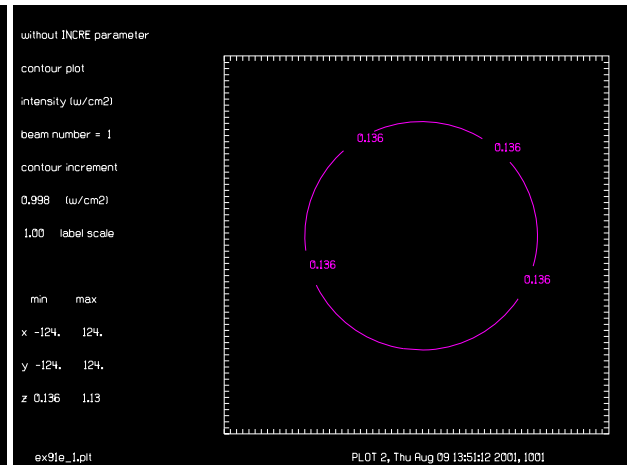 without INCRE parameter
contour plot
intensity (w/cm2)
beam number = 1
contour increment
0.998 (w/cm2)
1.00 label scale
min max
x -124. 124.
y -124. 124.
z 0.136 1.13
0.136
0.136
0.136
0.136
ex91e_1.plt
PLOT 2, Thu Aug 09 13:51:12 2001, 1001